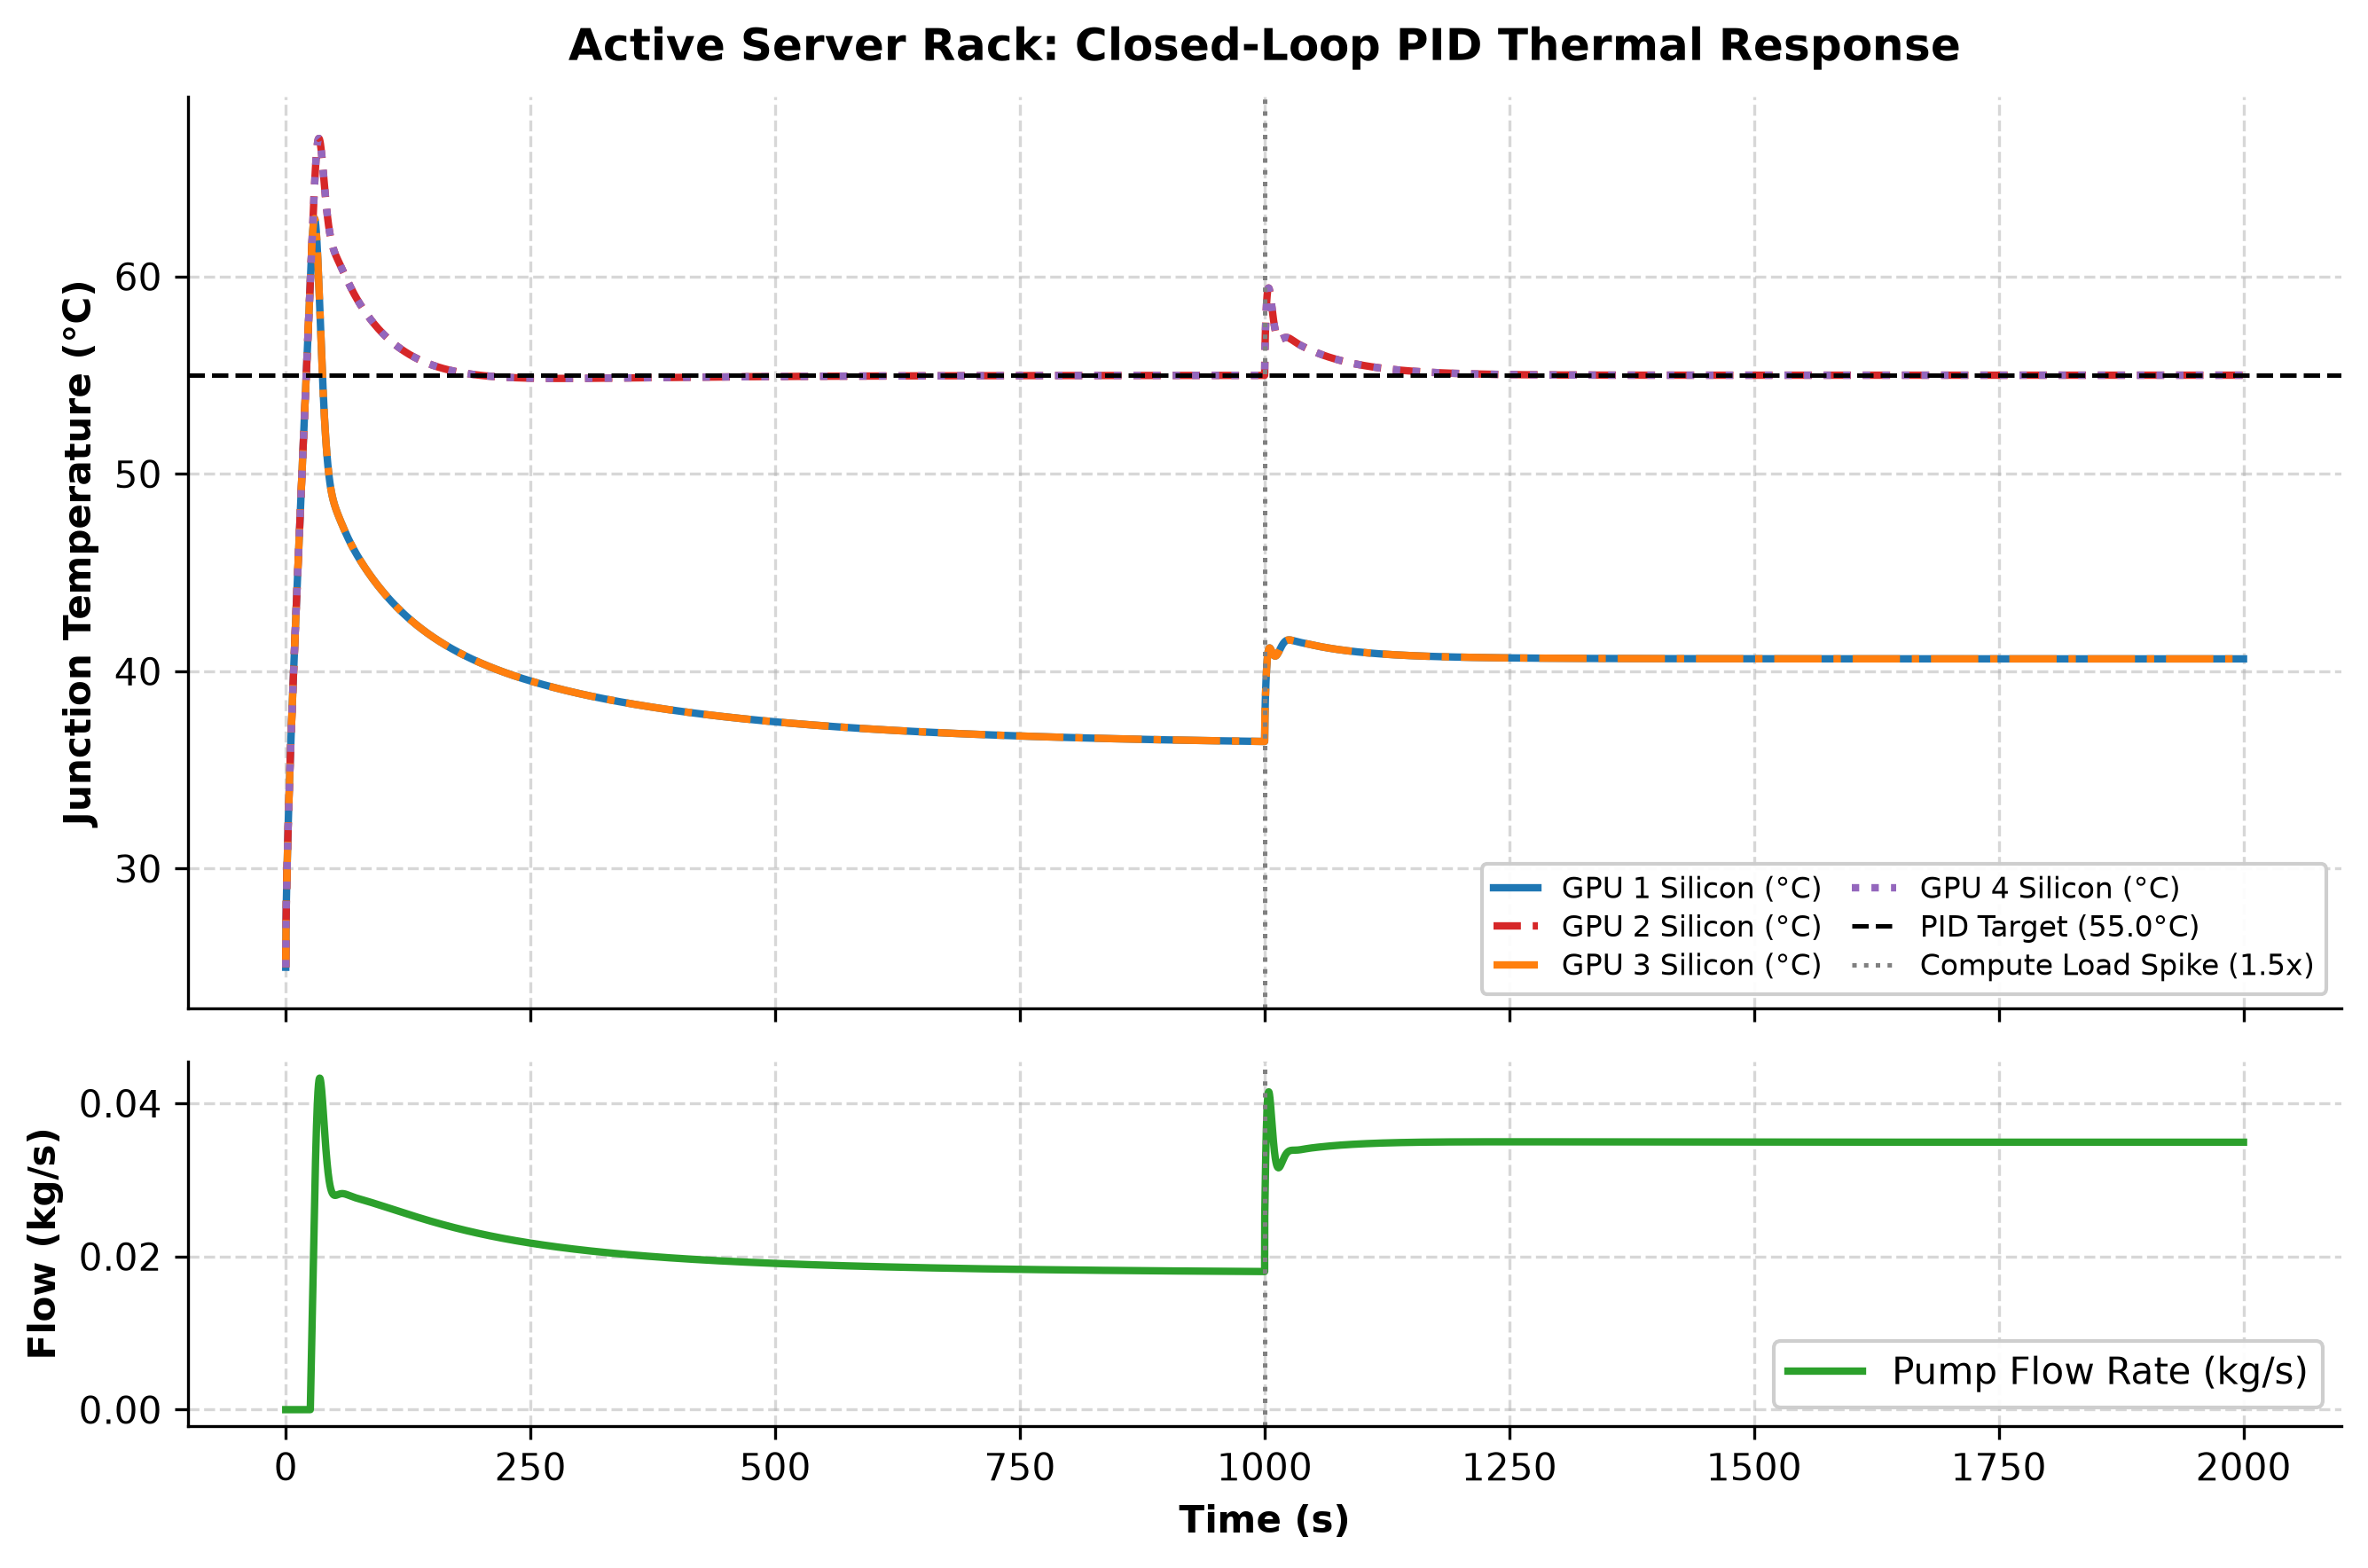 Active Server Rack: Closed-Loop PID Thermal Response
Junction Temperature (°C)
60
50
40
30
GPU 1 Silicon (°C)
GPU 2 Silicon (°C)
GPU 3 Silicon (°C)
GPU 4 Silicon (°C)
PID Target (55.0°C)
Compute Load Spike (1.5x)
Flow (kg/s)
0.04
0.02
0.00
Pump Flow Rate (kg/s)
0 250 500 750 1000 1250 1500 1750 2000
Time (s)